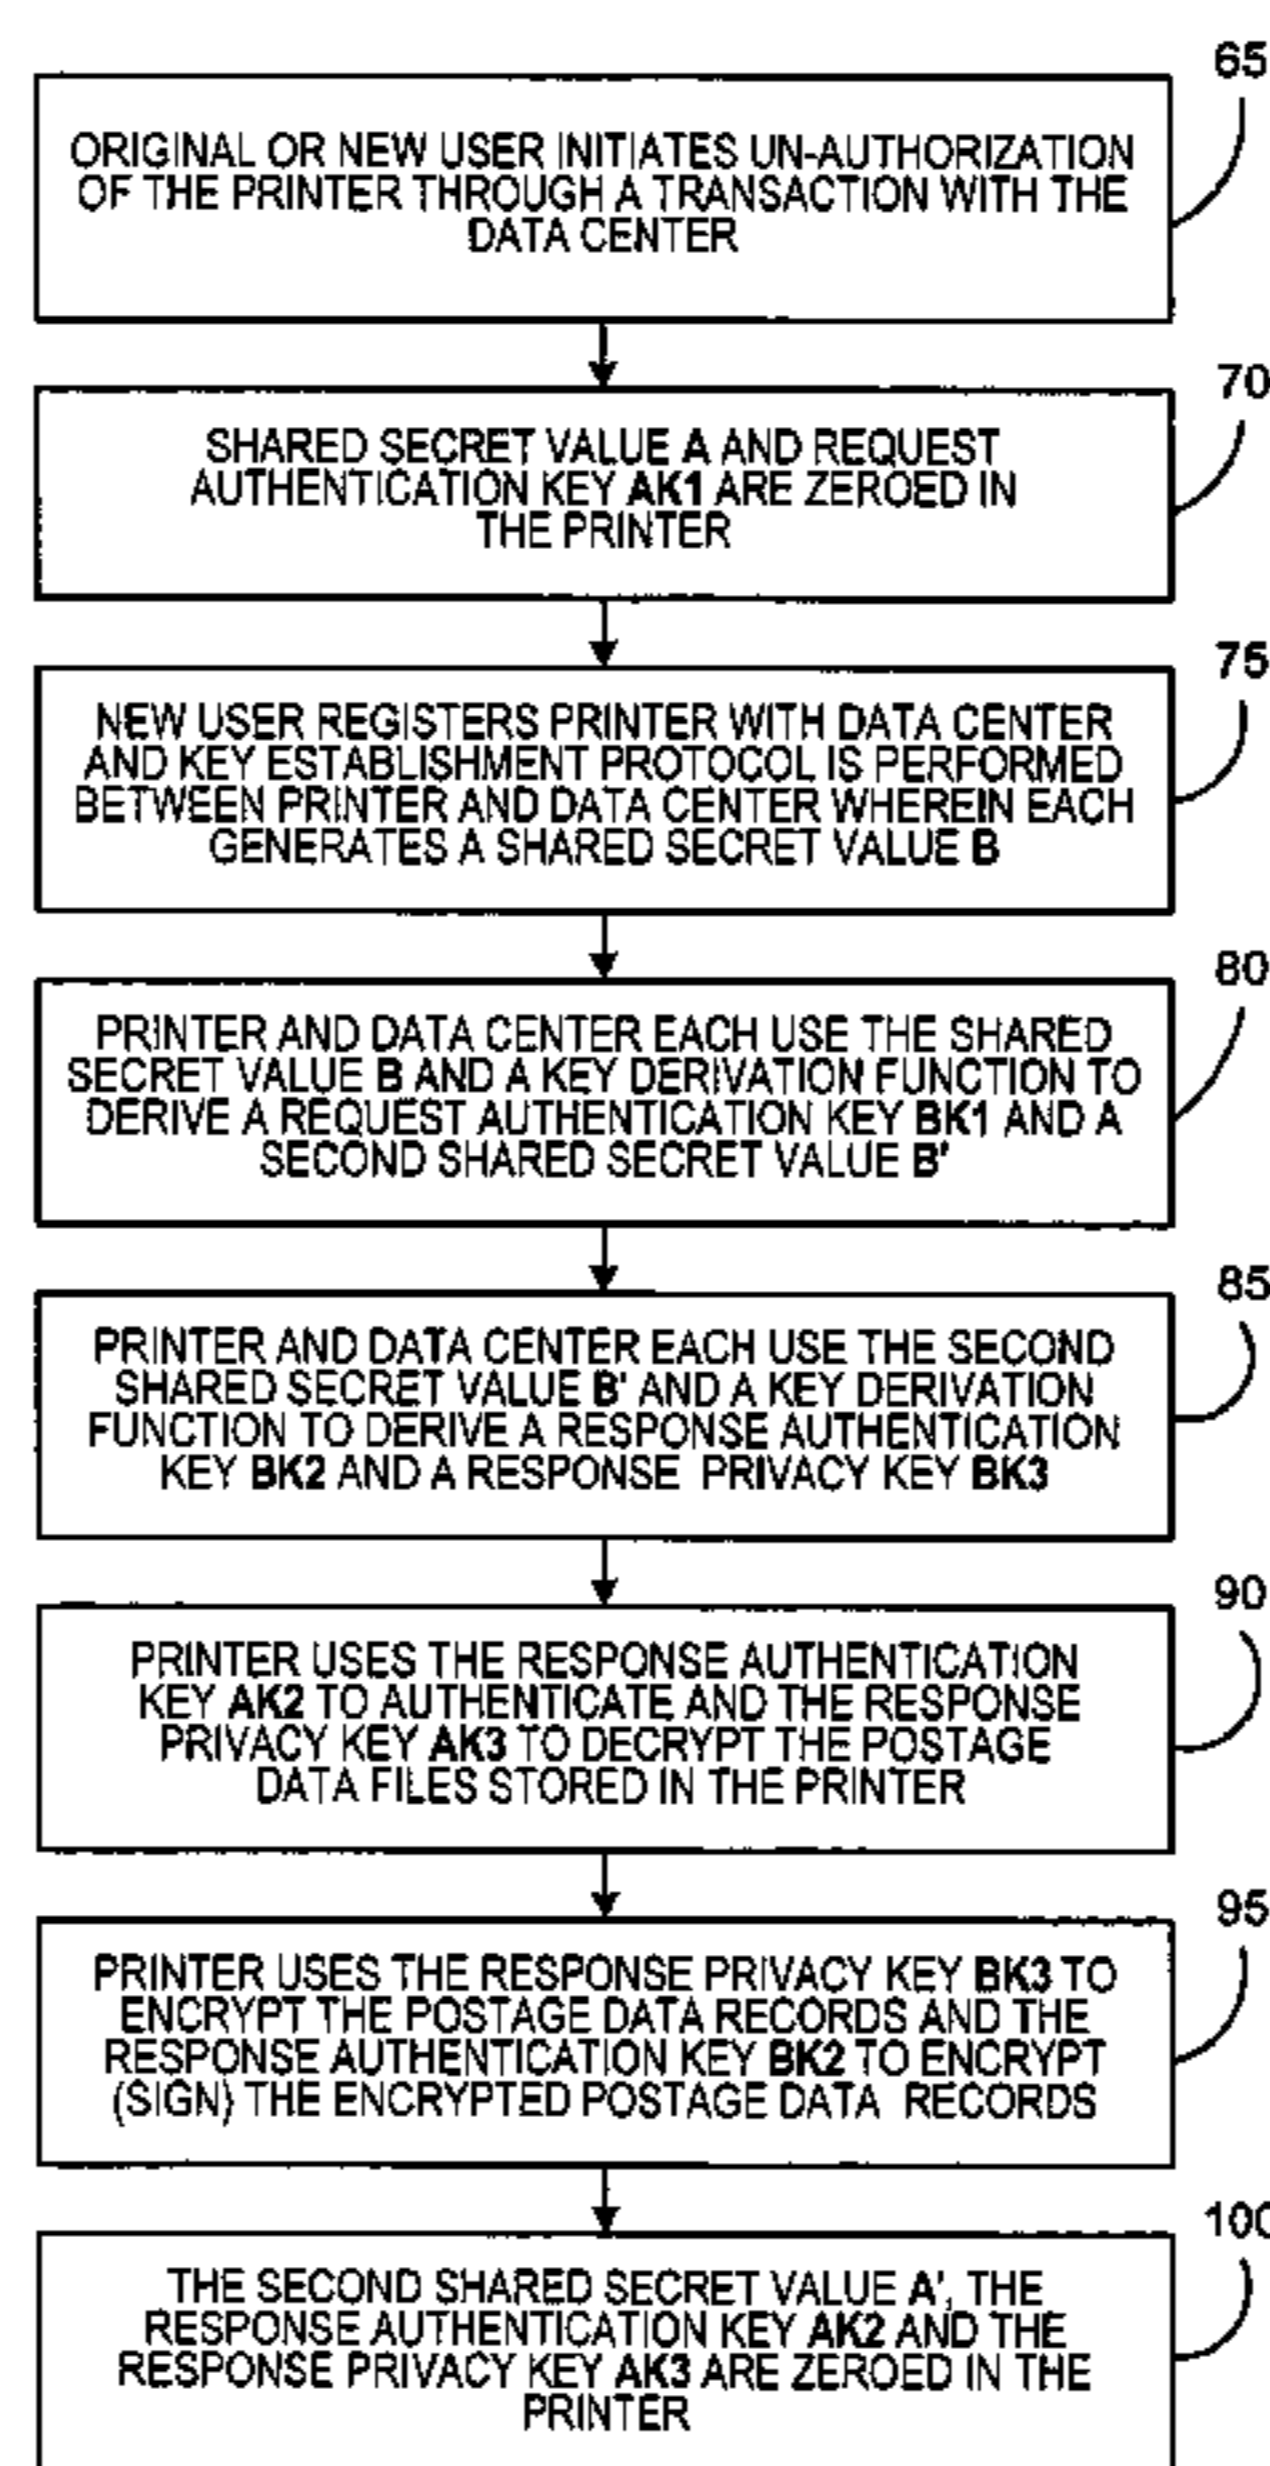 65
ORIGINAL OR NEW USER INITIATES UN-AUTHORIZATION
OF THE PRINTER THROUGH A TRANSACTION WITH THE
DATA CENTER
70
SHARED SECRET VALUE A AND REQUEST
AUTHENTICATION KEY AK1 ARE ZEROED IN
THE PRINTER
75
NEW USER REGISTERS PRINTER WITH DATA CENTER
AND KEY ESTABLISHMENT PROTOCOL IS PERFORMED
BETWEEN PRINTER AND DATA CENTER WHEREIN EACH
GENERATES A SHARED SECRET VALUE B
80
PRINTER AND DATA CENTER EACH USE THE SHARED
SECRET VALUE B AND A KEY DERIVATION FUNCTION TO
DERIVE A REQUEST AUTHENTICATION KEY BK1 AND A
SECOND SHARED SECRET VALUE B'
85
PRINTER AND DATA CENTER EACH USE THE SECOND
SHARED SECRET VALUE B' AND A KEY DERIVATION
FUNCTION TO DERIVE A RESPONSE AUTHENTICATION
KEY BK2 AND A RESPONSE PRIVACY KEY BK3
90
PRINTER USES THE RESPONSE AUTHENTICATION
KEY AK2 TO AUTHENTICATE AND THE RESPONSE
PRIVACY KEY AK3 TO DECRYPT THE POSTAGE
DATA FILES STORED IN THE PRINTER
95
PRINTER USES THE RESPONSE PRIVACY KEY BK3 TO
ENCRYPT THE POSTAGE DATA RECORDS AND THE
RESPONSE AUTHENTICATION KEY BK2 TO ENCRYPT
(SIGN) THE ENCRYPTED POSTAGE DATA RECORDS
100
THE SECOND SHARED SECRET VALUE A', THE
RESPONSE AUTHENTICATION KEY AK2 AND THE
RESPONSE PRIVACY KEY AK3 ARE ZEROED IN THE
PRINTER